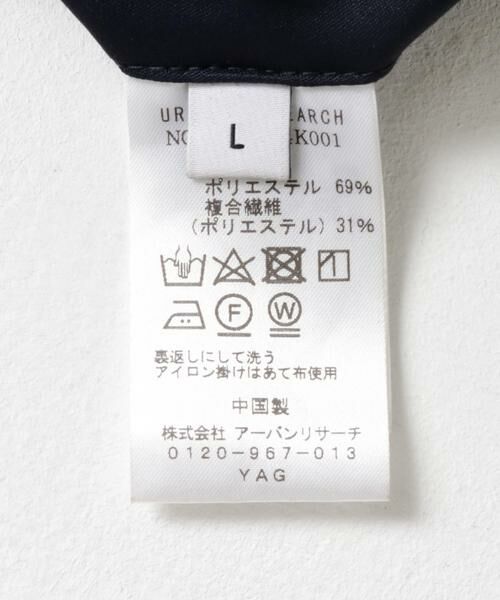 L
ポリエステル 69%
複合繊維
(ポリエステル) 31%
F
W
裏返しにして洗う
アイロン掛けはあて布使用
中国製
株式会社 アーバンリサーチ
0120-967-013
YAG